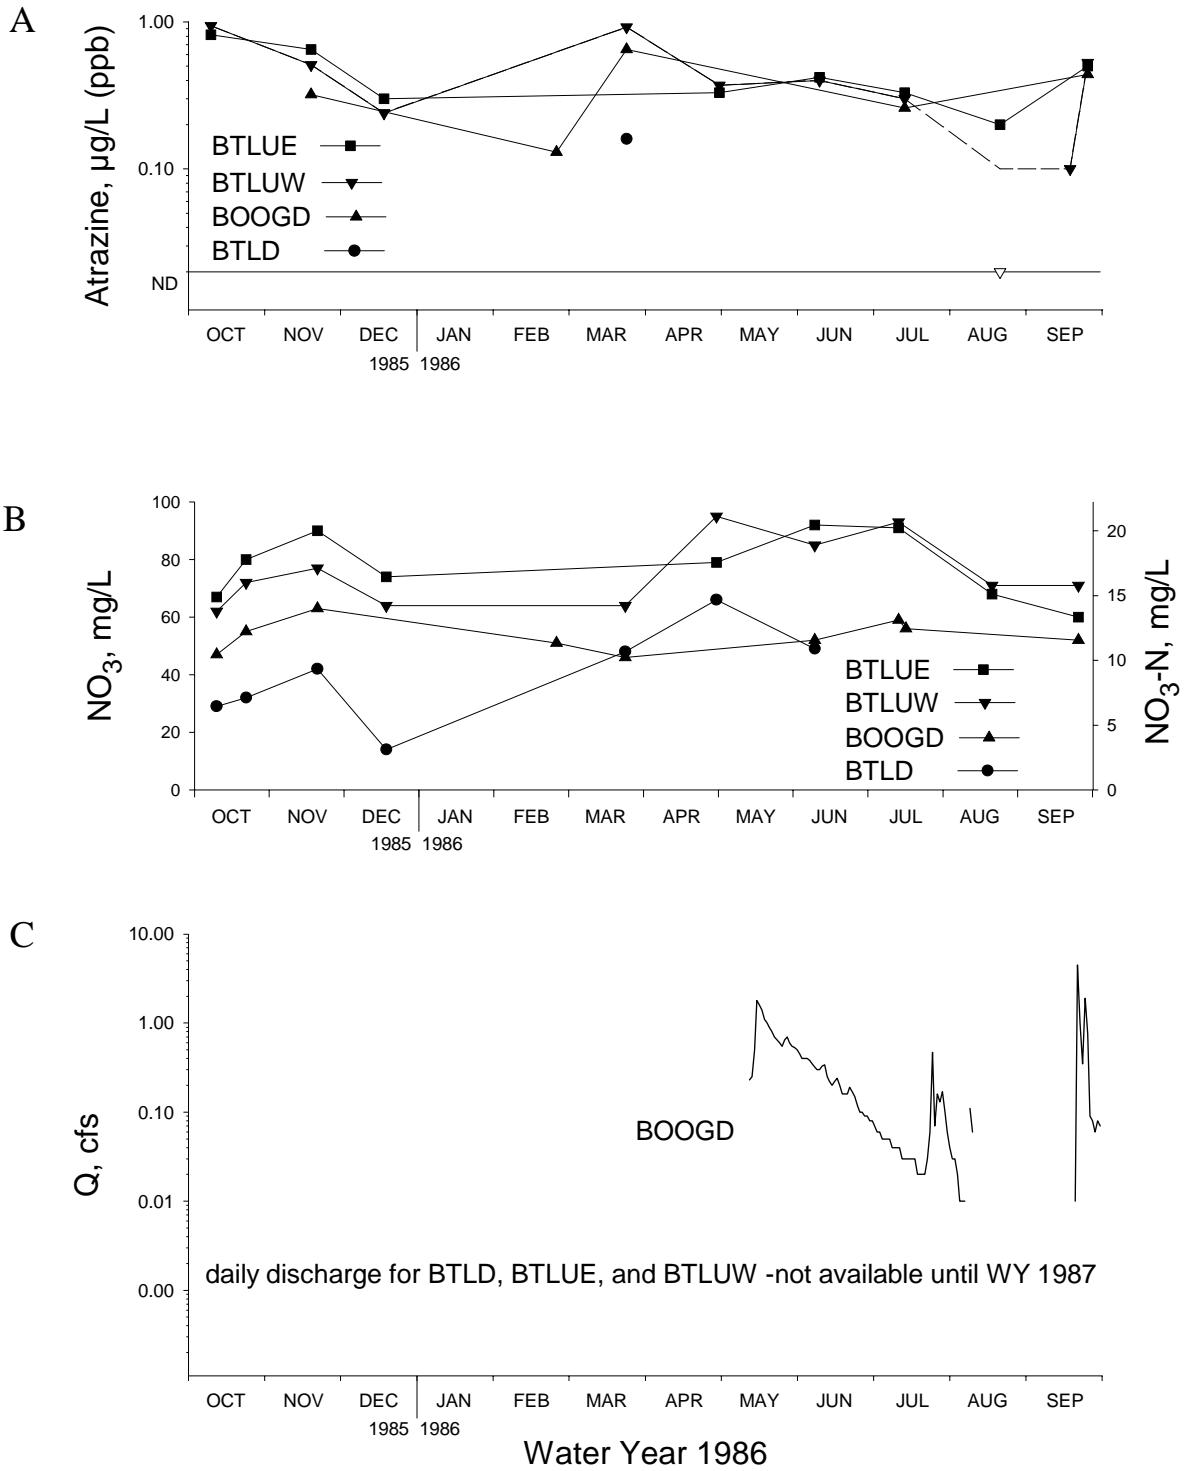 A
Atrazine, µg/L (ppb)
1.00
0.10
ND
BTLUE
BTLUW
BOOGD
BTLD
OCT NOV DEC JAN FEB MAR APR MAY JUN JUL AUG SEP
1985 1986
B
NO3, mg/L
100
80
60
40
20
0
NO3-N, mg/L
20
15
10
5
0
BTLUE
BTLUW
BOOGD
BTLD
OCT NOV DEC JAN FEB MAR APR MAY JUN JUL AUG SEP
1985 1986
C
Q, cfs
10.00
1.00
0.10
0.01
0.00
BOOGD
daily discharge for BTLD, BTLUE, and BTLUW -not available until WY 1987
OCT NOV DEC JAN FEB MAR APR MAY JUN JUL AUG SEP
1985 1986
Water Year 1986